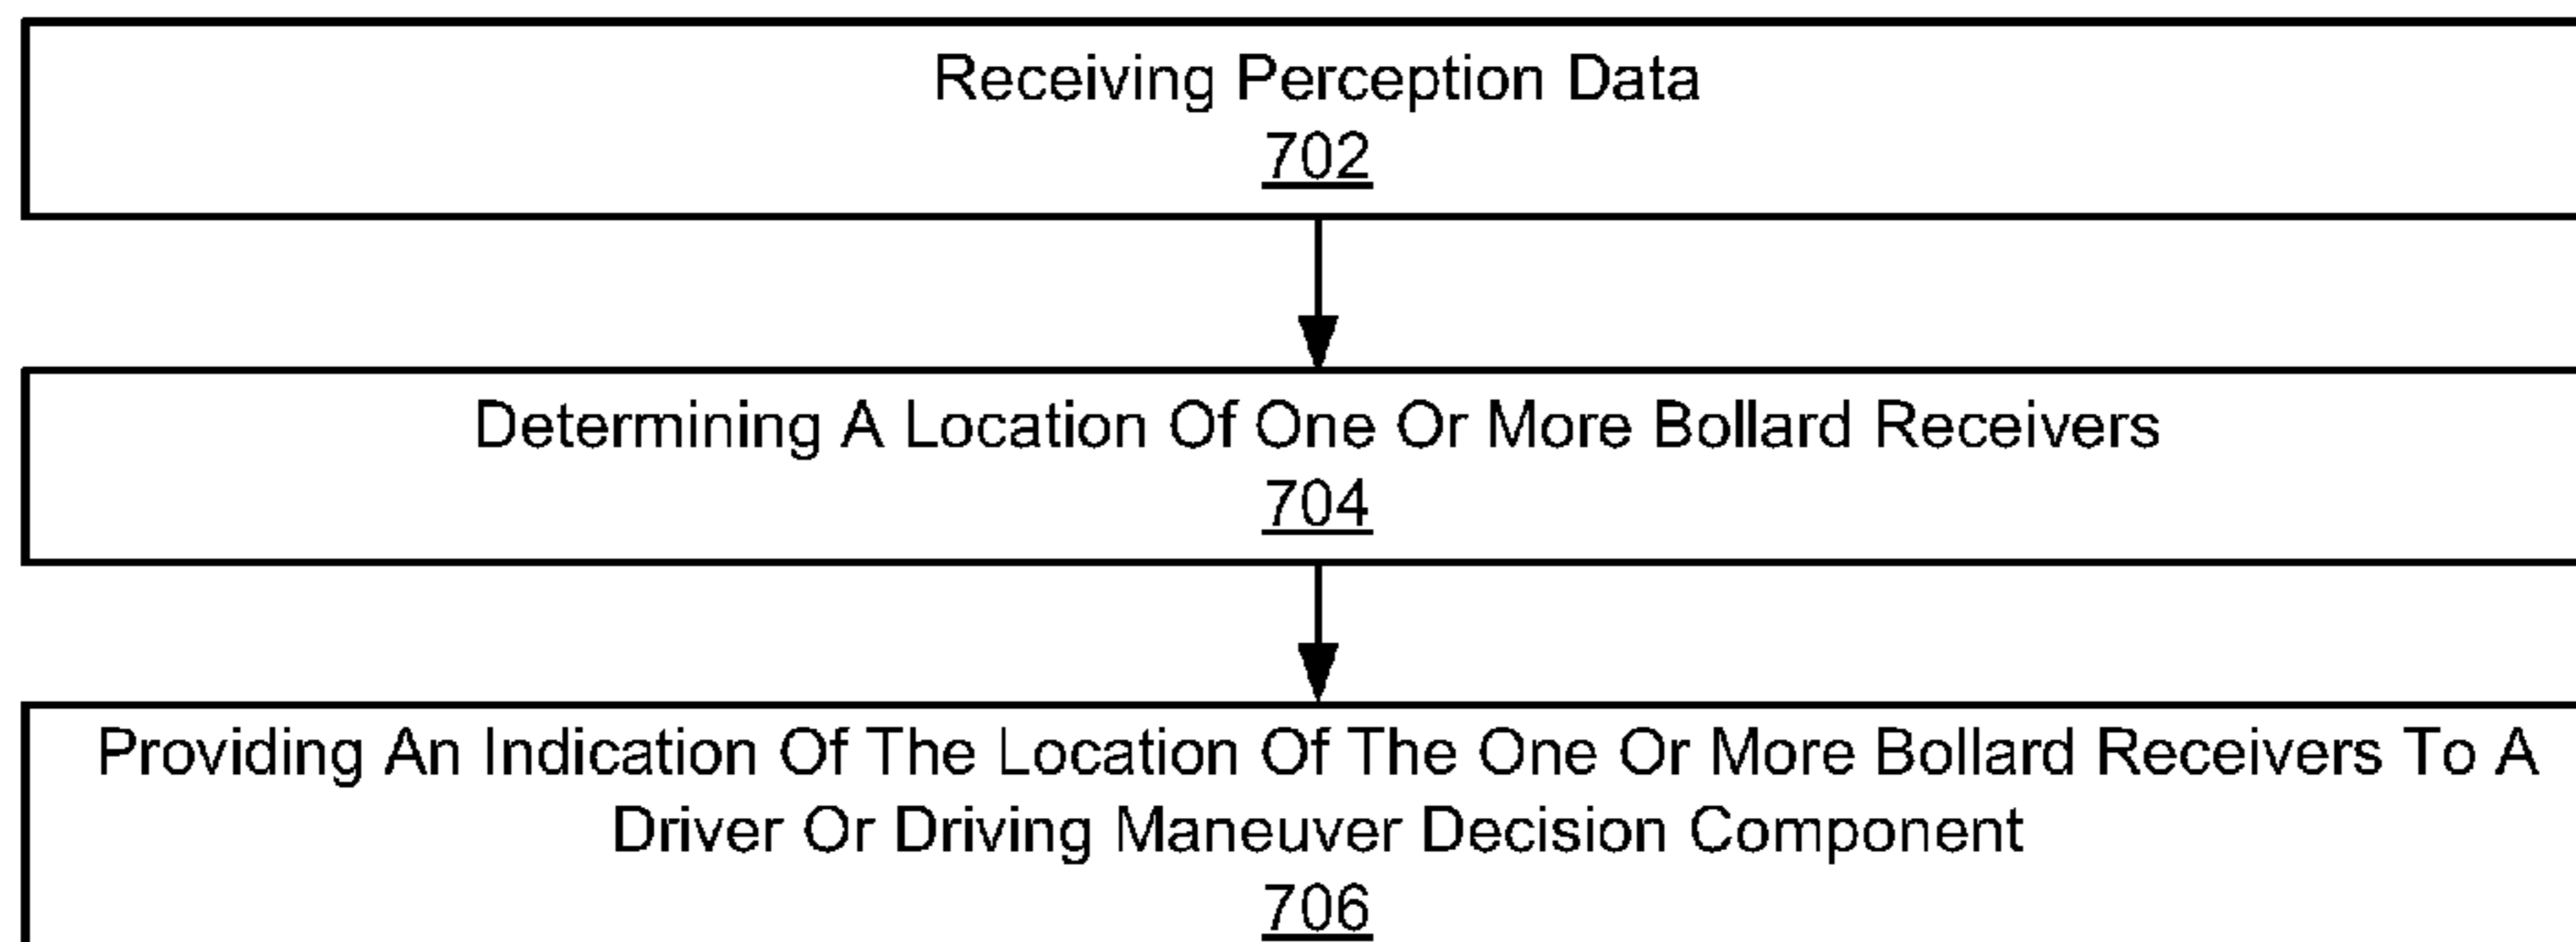 Receiving Perception Data
702
Determining A Location Of One Or More Bollard Receivers
704
Providing An Indication Of The Location Of The One Or More Bollard Receivers To A
Driver Or Driving Maneuver Decision Component
706